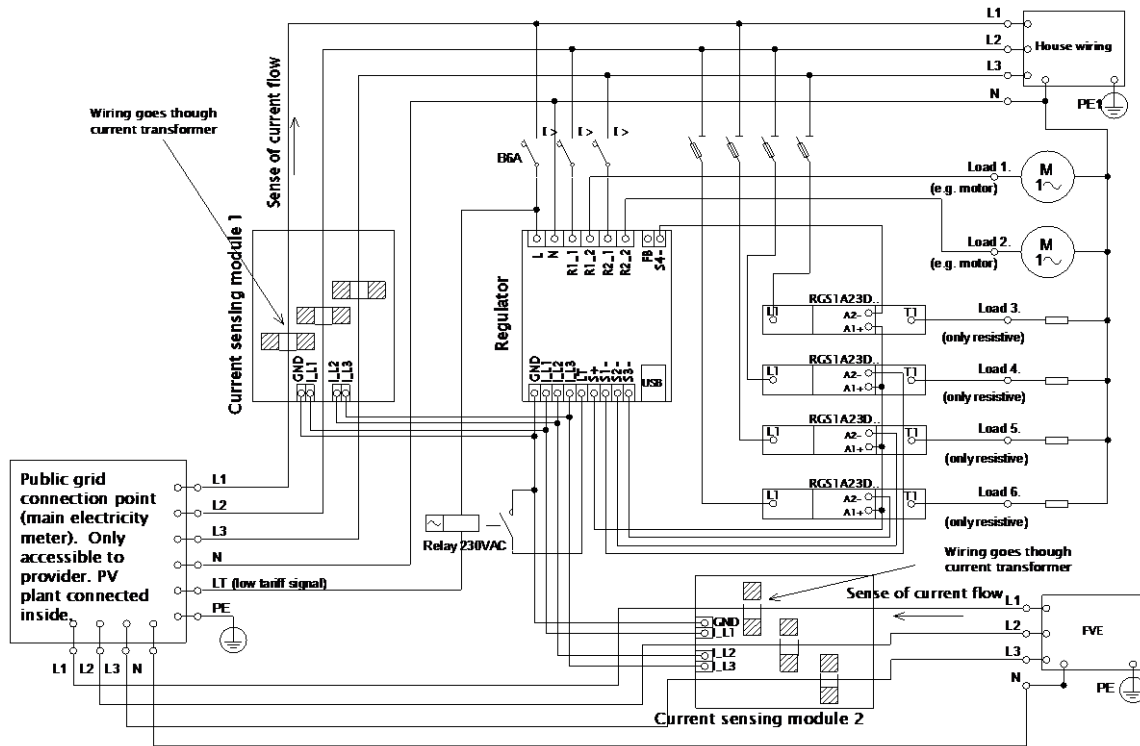 L1
L2
L3
N
House wiring
PE1
Wiring goes though
current transformer
Sense of current flow
Current sensing module 1
GND
I_L1
I_L2
I_L3
B6A
I >
I >
L
N
R1_1
R1_2
R2_1
R2_2
FB
S4-
Regulator
GND
I_L1
I_L2
I_L3
LT
S+
S1-
S2-
S3-
USB
Load 1.
(e.g. motor)
M
1~
Load 2.
(e.g. motor)
M
1~
RGS1A23D..
L1
A2-
A1+
T1
Load 3.
(only resistive)
RGS1A23D..
L1
A2-
A1+
T1
Load 4.
(only resistive)
RGS1A23D..
L1
A2-
A1+
T1
Load 5.
(only resistive)
RGS1A23D..
L1
A2-
A1+
T1
Load 6.
(only resistive)
Public grid
connection point
(main electricity
meter). Only
accessible to
provider. PV
plant connected
inside.
L1
L2
L3
N
LT (low tariff signal)
PE
L1
L2
L3
N
Relay 230VAC
Wiring goes though
current transformer
Sense of current flow
GND
I_L1
I_L2
I_L3
Current sensing module 2
L1
L2
L3
N
FVE
PE